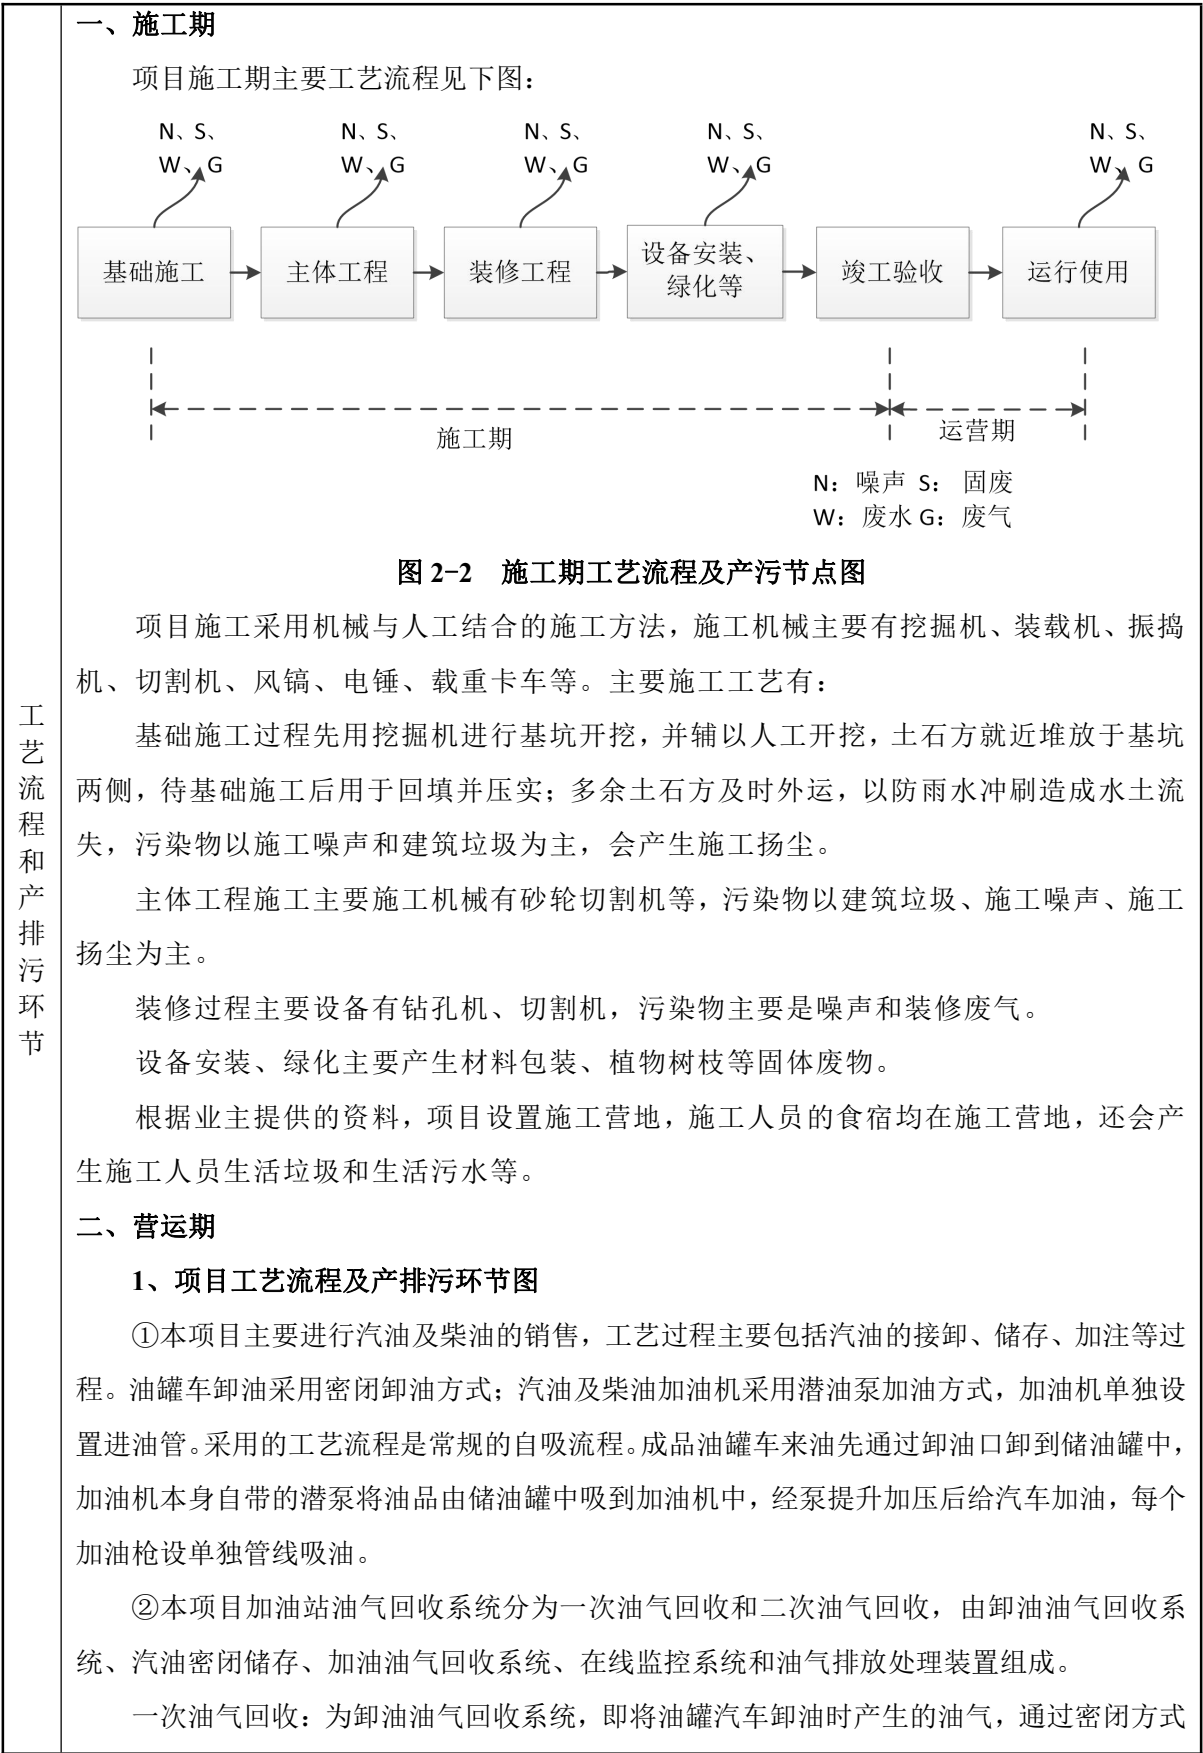 工艺流程和产排污环节
一、施工期
项目施工期主要工艺流程见下图：
N、S、 N、S、 N、S、 N、S、 N、S、
W、G W、G W、G W、G W、G
基础施工 主体工程 装修工程 设备安装、 竣工验收 运行使用
绿化等
施工期 运营期
N：噪声 S： 固废
W：废水 G：废气
图 2-2 施工期工艺流程及产污节点图
项目施工采用机械与人工结合的施工方法，施工机械主要有挖掘机、装载机、振捣
机、切割机、风镐、电锤、载重卡车等。主要施工工艺有：
基础施工过程先用挖掘机进行基坑开挖，并辅以人工开挖，土石方就近堆放于基坑
两侧，待基础施工后用于回填并压实；多余土石方及时外运，以防雨水冲刷造成水土流
失，污染物以施工噪声和建筑垃圾为主，会产生施工扬尘。
主体工程施工主要施工机械有砂轮切割机等，污染物以建筑垃圾、施工噪声、施工
扬尘为主。
装修过程主要设备有钻孔机、切割机，污染物主要是噪声和装修废气。
设备安装、绿化主要产生材料包装、植物树枝等固体废物。
根据业主提供的资料，项目设置施工营地，施工人员的食宿均在施工营地，还会产
生施工人员生活垃圾和生活污水等。
二、营运期
1、项目工艺流程及产排污环节图
①本项目主要进行汽油及柴油的销售，工艺过程主要包括汽油的接卸、储存、加注等过
程。油罐车卸油采用密闭卸油方式；汽油及柴油加油机采用潜油泵加油方式，加油机单独设
置进油管。采用的工艺流程是常规的自吸流程。成品油罐车来油先通过卸油口卸到储油罐中，
加油机本身自带的潜泵将油品由储油罐中吸到加油机中，经泵提升加压后给汽车加油，每个
加油枪设单独管线吸油。
②本项目加油站油气回收系统分为一次油气回收和二次油气回收，由卸油油气回收系
统、汽油密闭储存、加油油气回收系统、在线监控系统和油气排放处理装置组成。
一次油气回收：为卸油油气回收系统，即将油罐汽车卸油时产生的油气，通过密闭方式